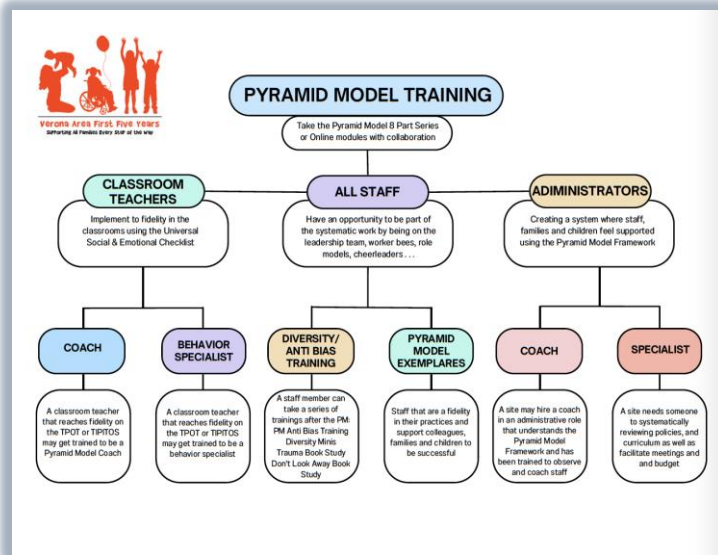 Verona Area First Five Years
Supporting All Families Every Step of the Way
PYRAMID MODEL TRAINING
Take the Pyramid Model 8 Part Series
or Online modules with collaboration
CLASSROOM
TEACHERS
Implement to fidelity in the
classrooms using the Universal
Social & Emotional Checklist
ALL STAFF
Have an opportunity to be part of
the systematic work by being on the
leadership team, worker bees, role
models, cheerleaders . . .
ADIMINISTRATORS
Creating a system where staff,
families and children feel supported
using the Pyramid Model Framework
COACH
A classroom teacher
that reaches fidelity on
the TPOT or TIPITOS
may get trained to be a
Pyramid Model Coach
BEHAVIOR
SPECIALIST
A classroom teacher
that reaches fidelity on
the TPOT or TIPITOS
may get trained to be a
behavior specialist
DIVERSITY/
ANTI BIAS
TRAINING
A staff member can
take a series of
trainings after the PM:
PM Anti Bias Training
Diversity Minis
Trauma Book Study
Don't Look Away Book
Study
PYRAMID
MODEL
EXEMPLARES
Staff that are a fidelity
in their practices and
support colleagues,
families and children to
be successful
COACH
A site may hire a coach
in an administrative role
that understands the
Pyramid Model
Framework and has
been trained to observe
and coach staff
SPECIALIST
A site needs someone
to systematically
reviewing policies, and
curriculum as well as
facilitate meetings and
and budget